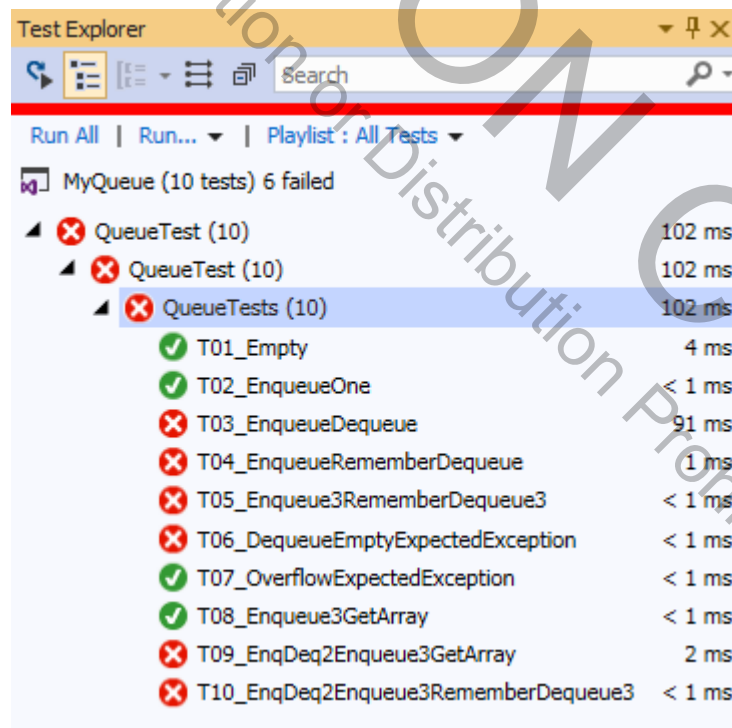 Test Explorer
Search
Run All | Run... | Playlist : All Tests
MyQueue (10 tests) 6 failed
QueueTest (10) 102 ms
QueueTest (10) 102 ms
QueueTests (10) 102 ms
T01_Empty 4 ms
T02_EnqueueOne < 1 ms
T03_EnqueueDequeue 91 ms
T04_EnqueueRememberDequeue 1 ms
T05_Enqueue3RememberDequeue3 < 1 ms
T06_DequeueEmptyExpectedException < 1 ms
T07_OverflowExpectedException < 1 ms
T08_Enqueue3GetArray < 1 ms
T09_EnqDeq2Enqueue3GetArray 2 ms
T10_EnqDeq2Enqueue3RememberDequeue3 < 1 ms
or Distribution